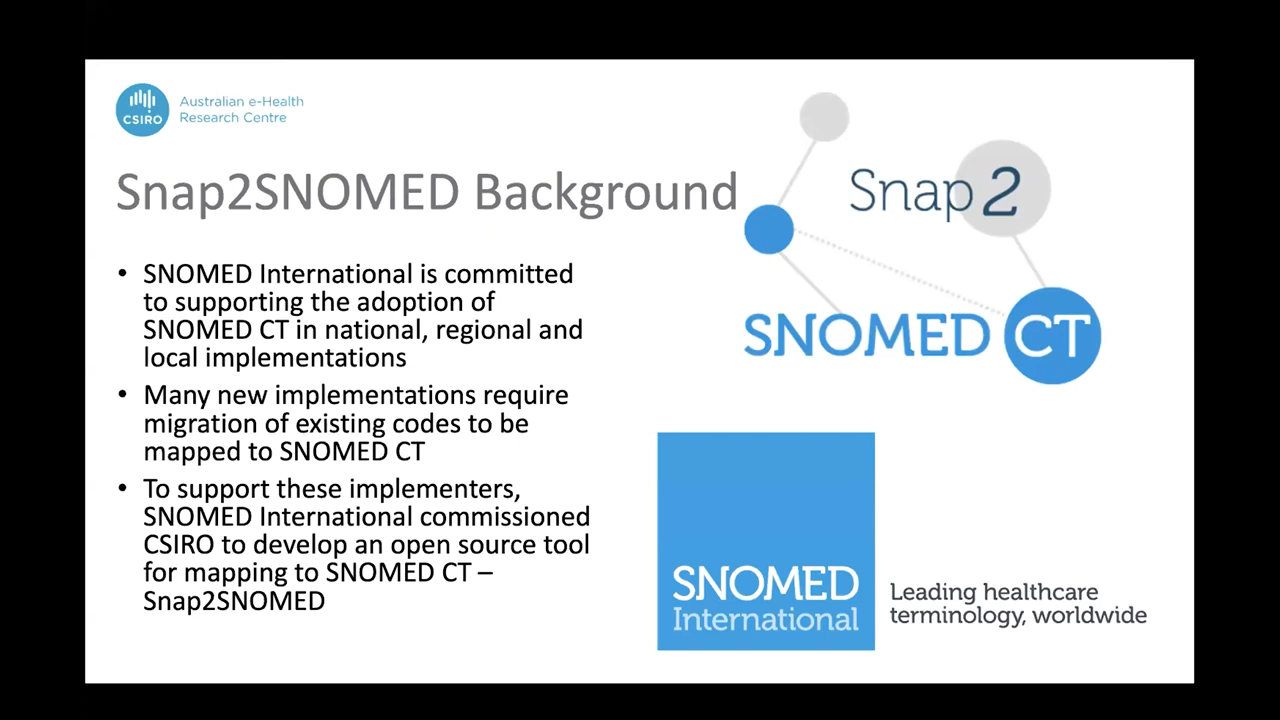 CSIRO
Australian e-Health
Research Centre
Snap2SNOMED Background
Snap 2
SNOMED CT
• SNOMED International is committed
to supporting the adoption of
SNOMED CT in national, regional and
local implementations
• Many new implementations require
migration of existing codes to be
mapped to SNOMED CT
• To support these implementers,
SNOMED International commissioned
CSIRO to develop an open source tool
for mapping to SNOMED CT –
Snap2SNOMED
SNOMED
International
Leading healthcare
terminology, worldwide